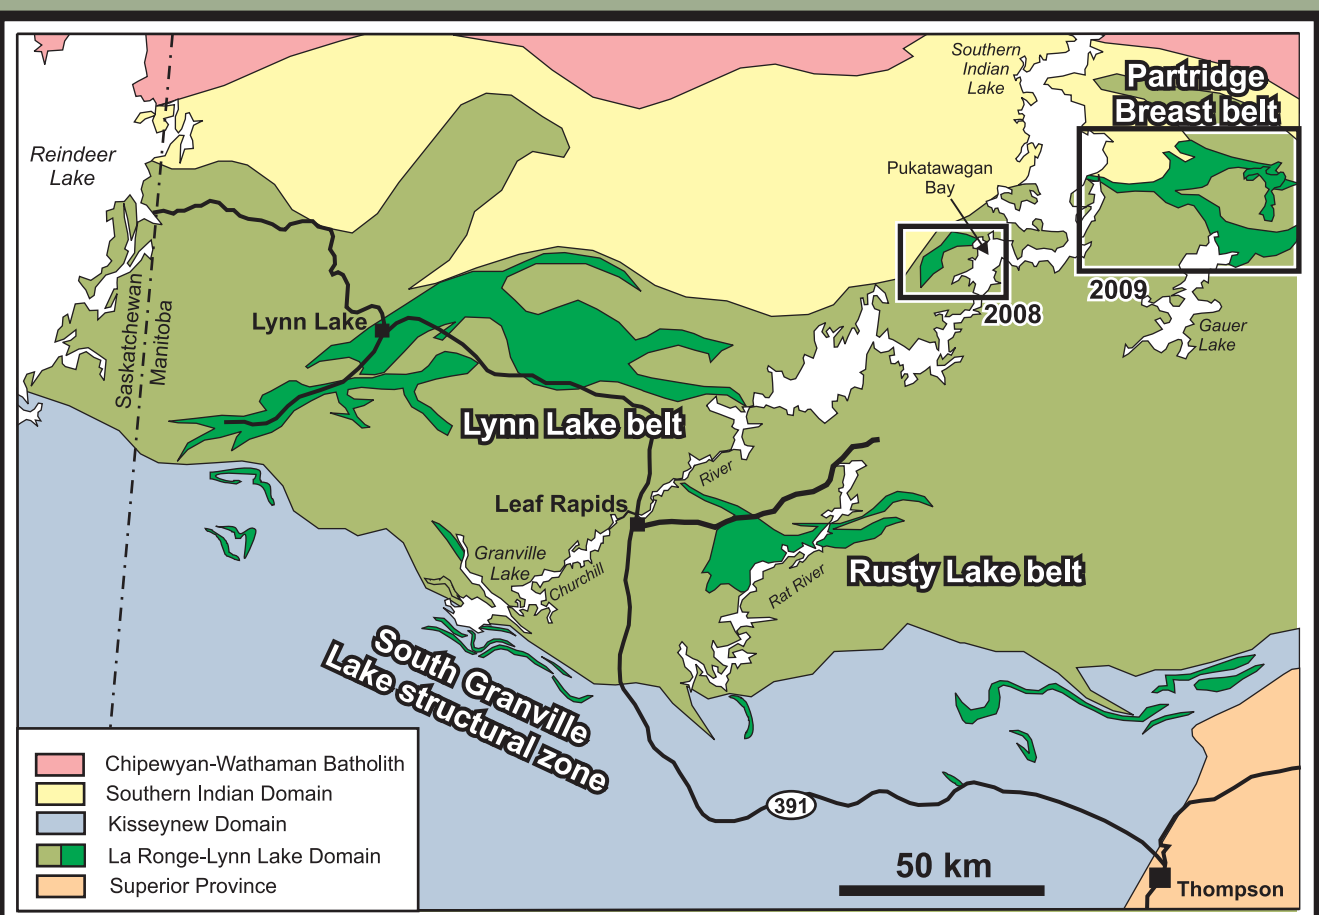 Southern
Indian
Lake
Partridge
Breast belt
Reindeer
Lake
Pukatawagan
Bay
2009
2008
Gauer
Lake
Saskatchewan
Manitoba
Lynn Lake
Lynn Lake belt
River
Leaf Rapids
Granville
Lake
Churchill
Rat River
Rusty Lake belt
South Granville
Lake structural zone
Chipewyan-Wathaman Batholith
Southern Indian Domain
Kisseynew Domain
La Ronge-Lynn Lake Domain
Superior Province
391
50 km
Thompson